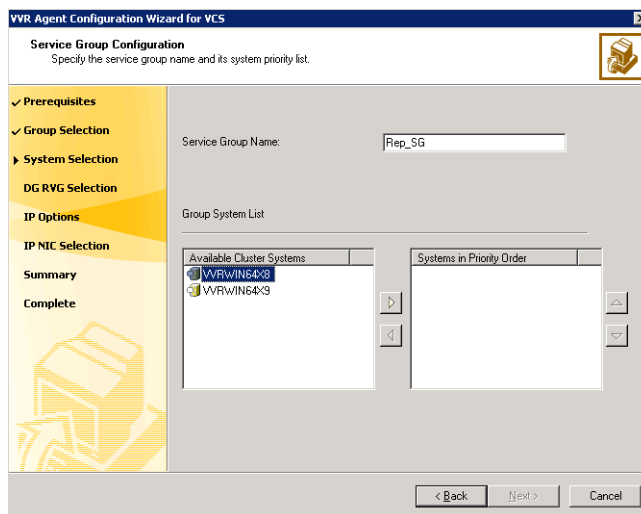 VVR Agent Configuration Wizard for VCS
Service Group Configuration
Specify the service group name and its system priority list.
Prerequisites
Group Selection
System Selection
DG RVG Selection
IP Options
IP NIC Selection
Summary
Complete
Service Group Name:
Rep_SG
Group System List
Available Cluster Systems
Systems in Priority Order
VVRWIN64X8
VVRWIN64X9
< Back
Next >
Cancel